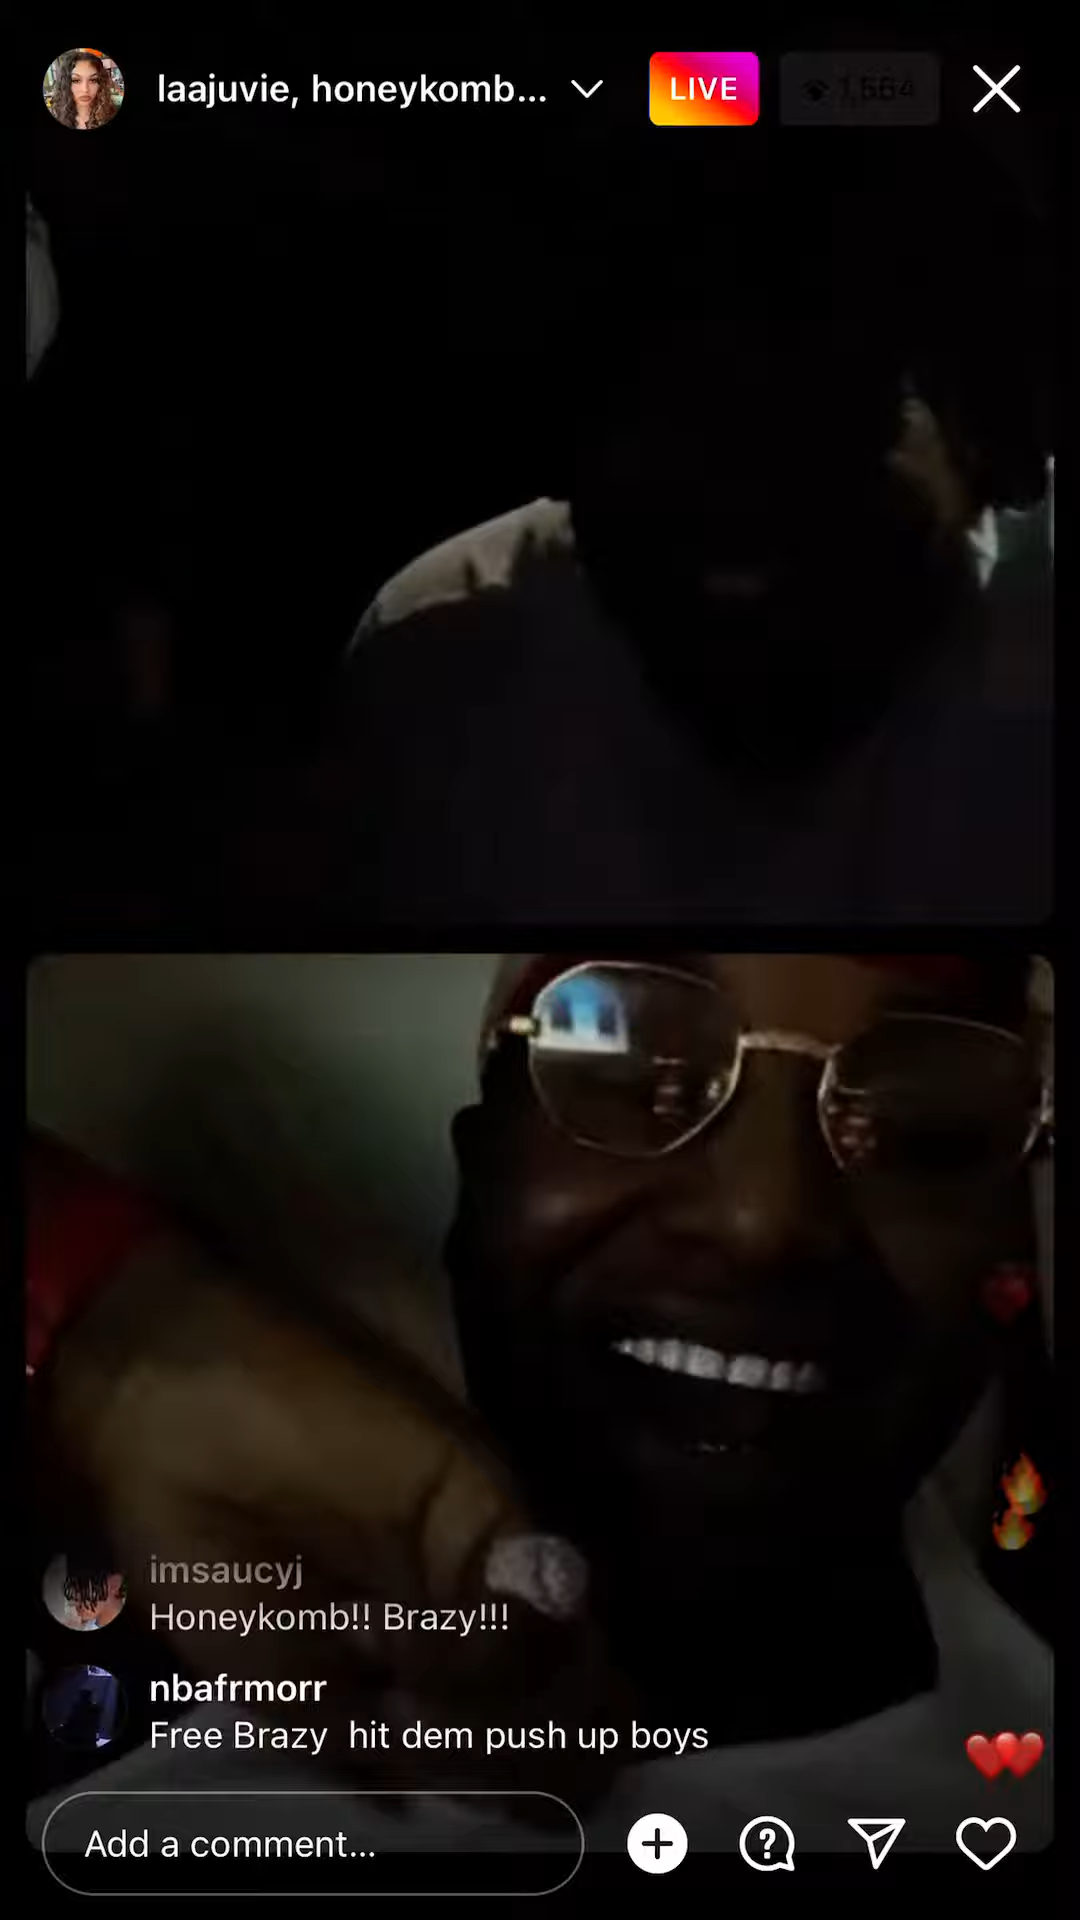 laajuvie, honeykomb...
LIVE
imsaucyj
Honeykomb!! Brazy!!!
nbafrmorr
Free Brazy hit dem push up boys
Add a comment...